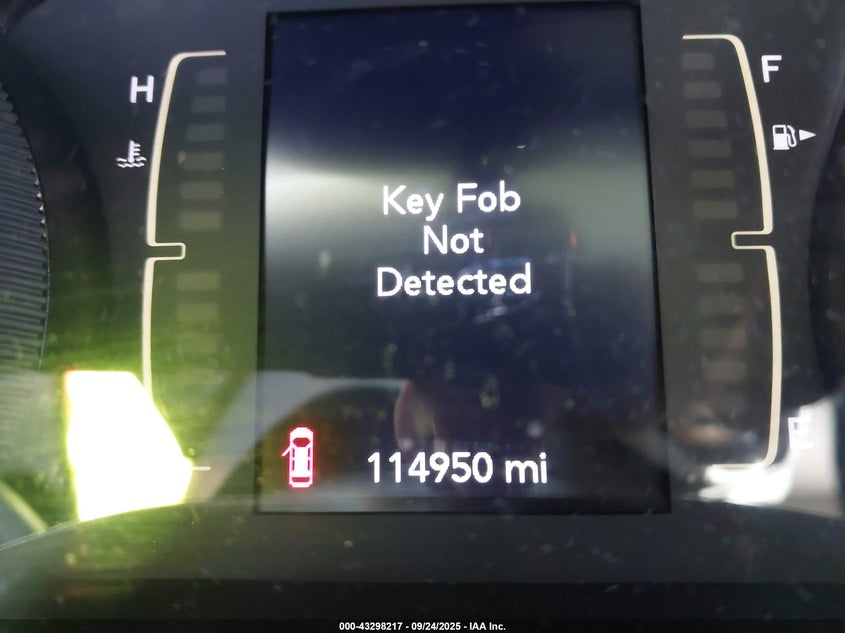 H
F
Key Fob
Not
Detected
E
114950 mi
000-43298217 - 09/24/2025 - IAA Inc.